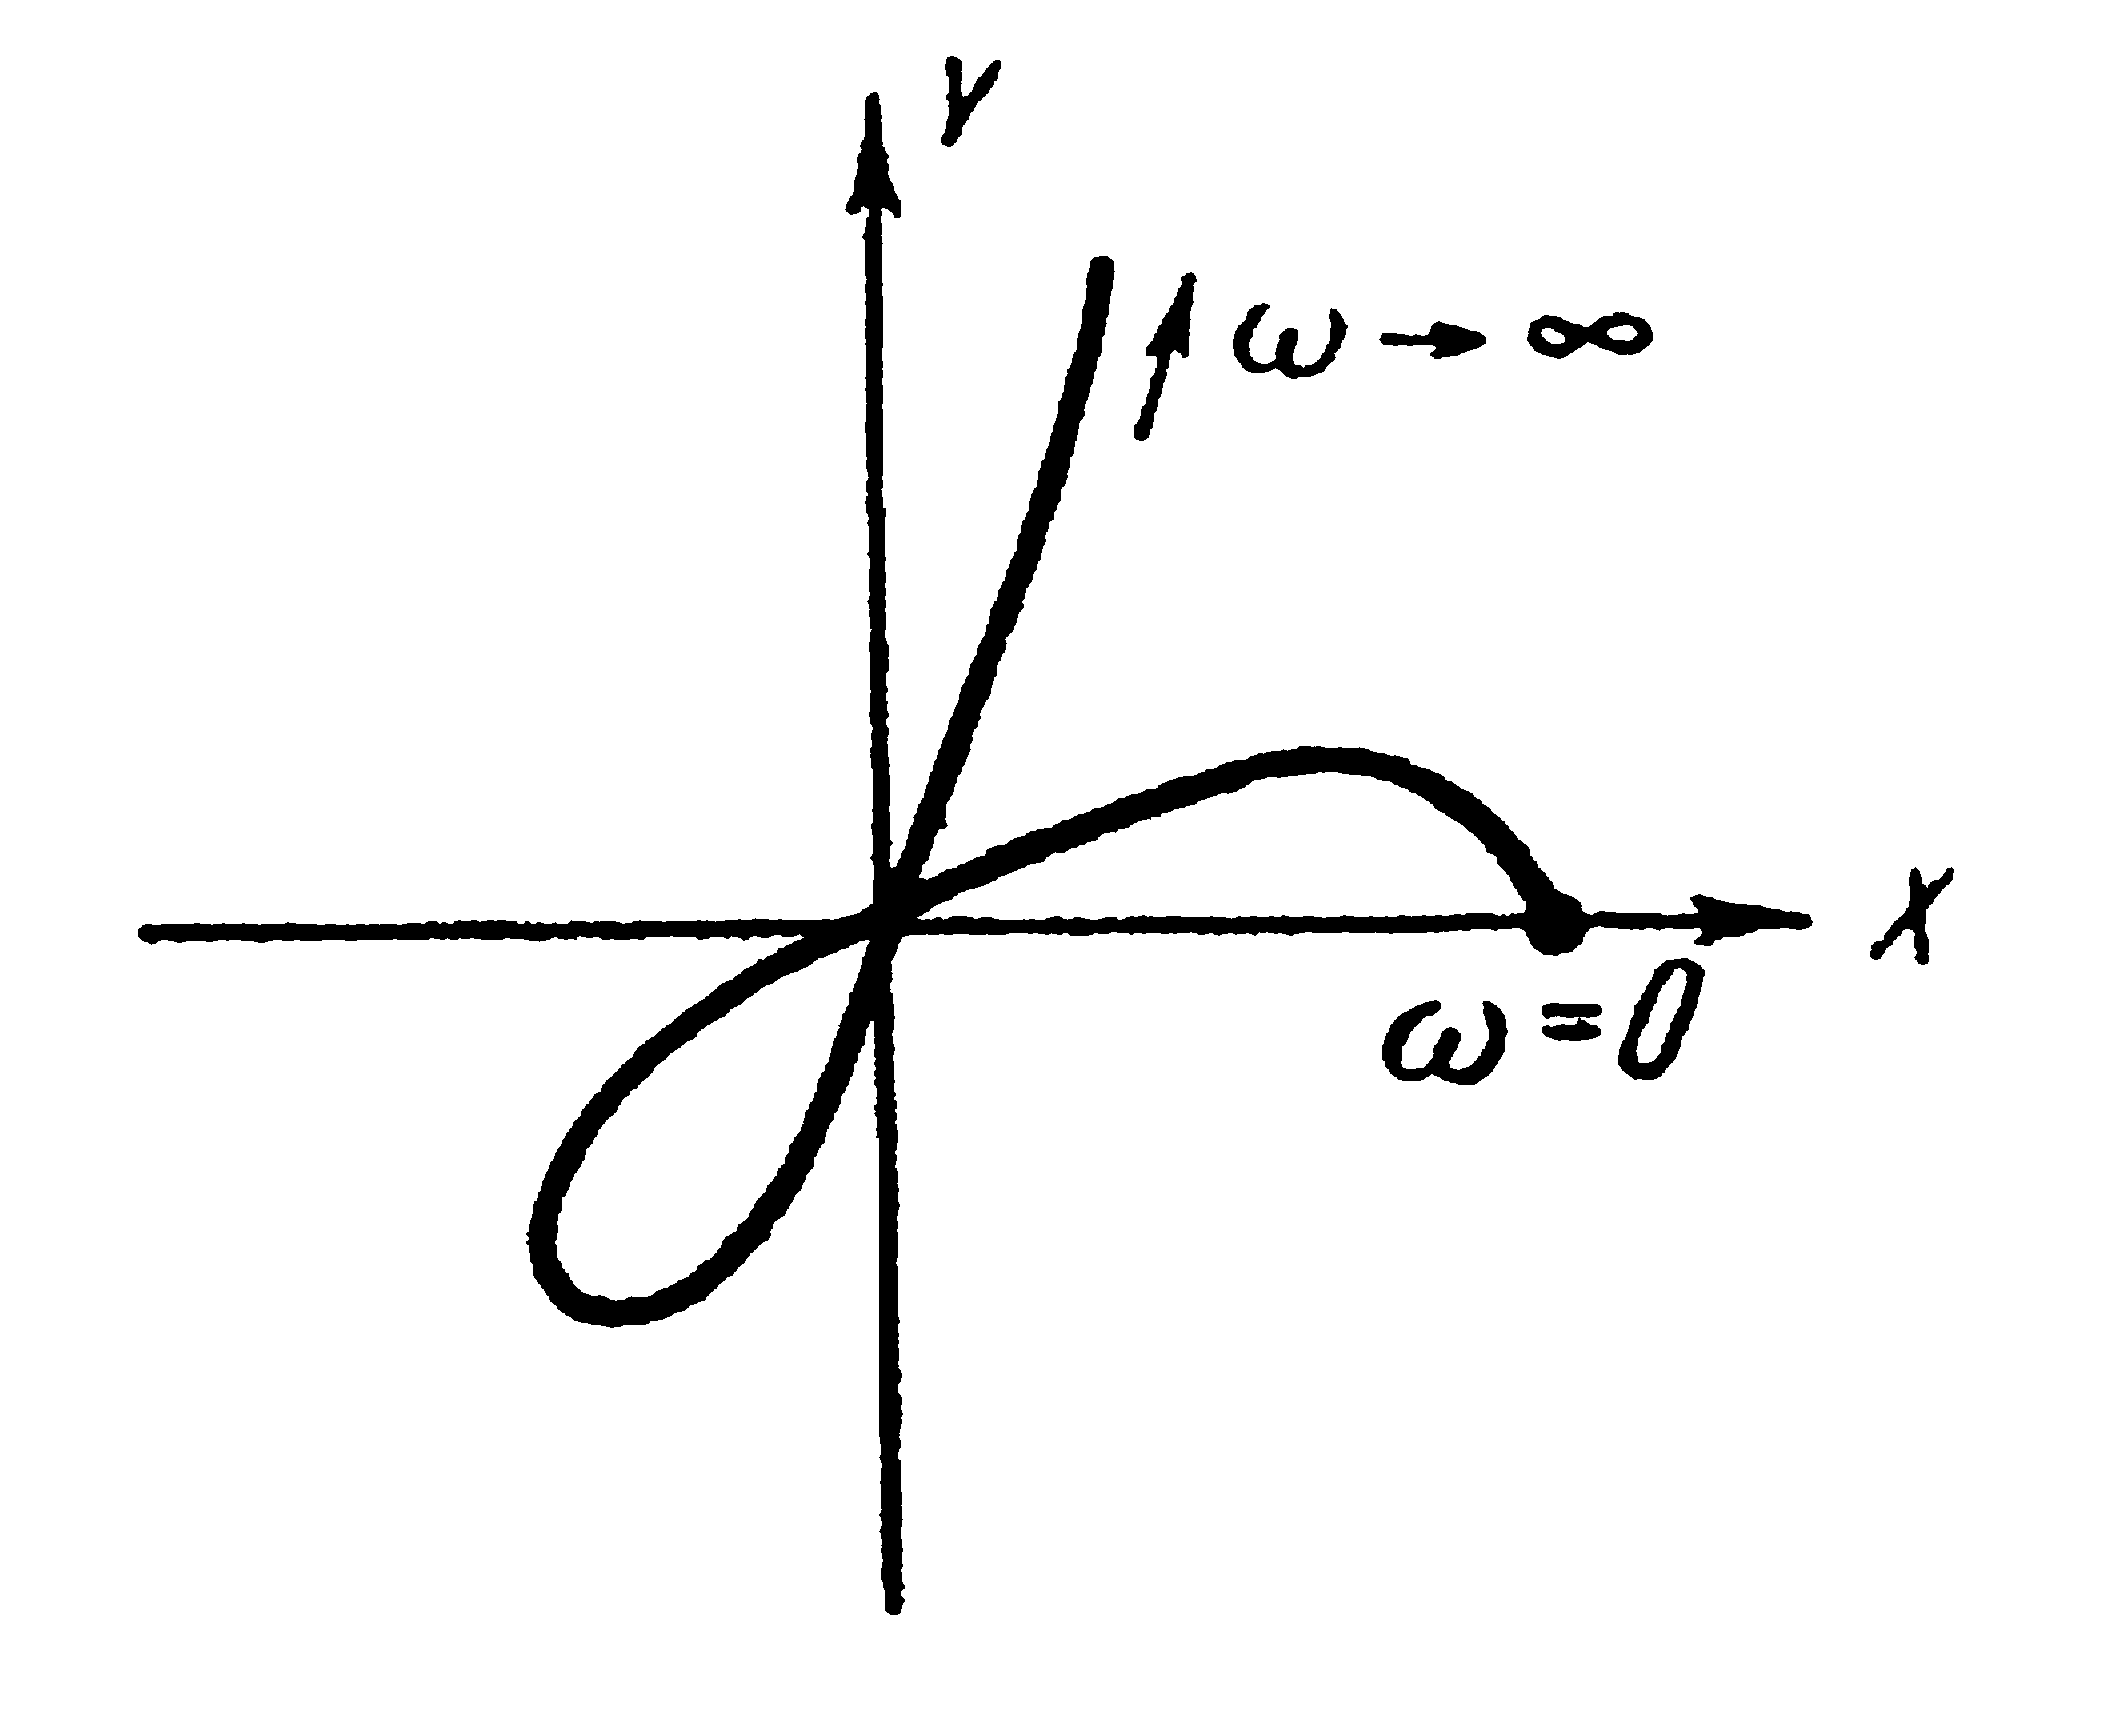 Y
ω → ∞
X
ω = 0